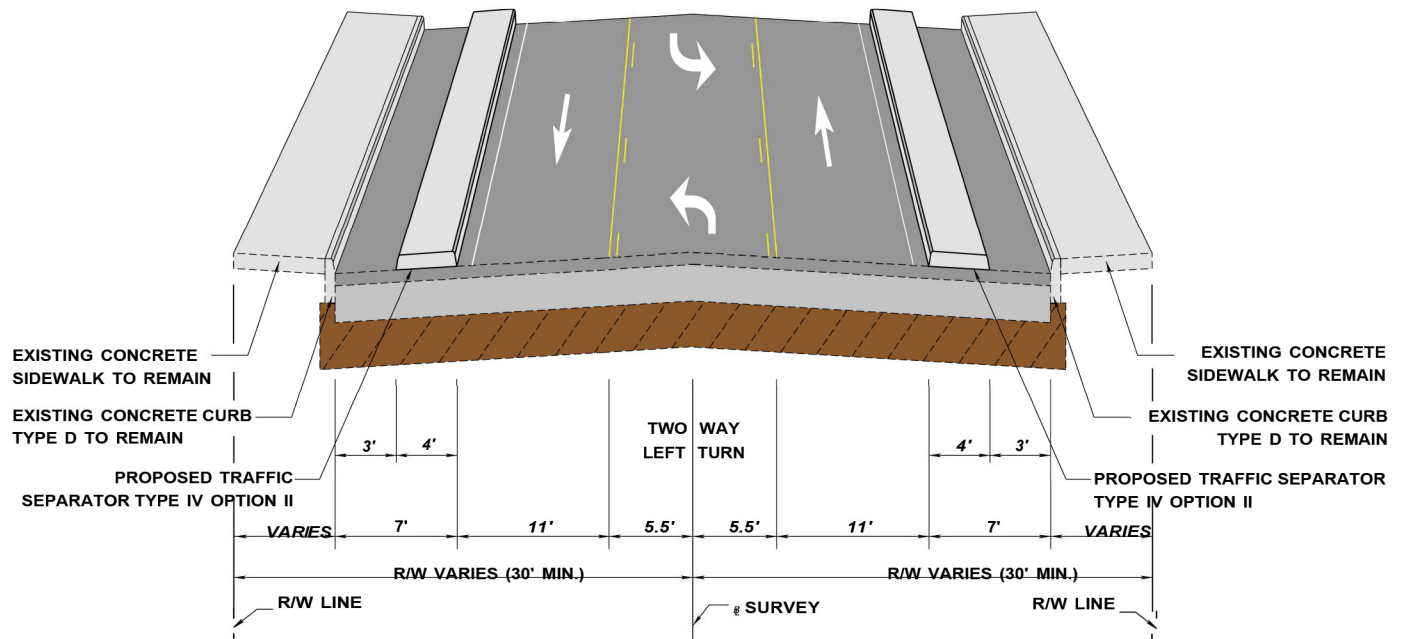 EXISTING CONCRETE
SIDEWALK TO REMAIN
EXISTING CONCRETE CURB
TYPE D TO REMAIN
PROPOSED TRAFFIC
SEPARATOR TYPE IV OPTION II
EXISTING CONCRETE
SIDEWALK TO REMAIN
EXISTING CONCRETE CURB
TYPE D TO REMAIN
PROPOSED TRAFFIC SEPARATOR
TYPE IV OPTION II
TWO WAY
LEFT TURN
3' 4' 4' 3'
VARIES 7' 11' 5.5' 5.5' 11' 7' VARIES
R/W VARIES (30' MIN.) R/W VARIES (30' MIN.)
R/W LINE SURVEY R/W LINE